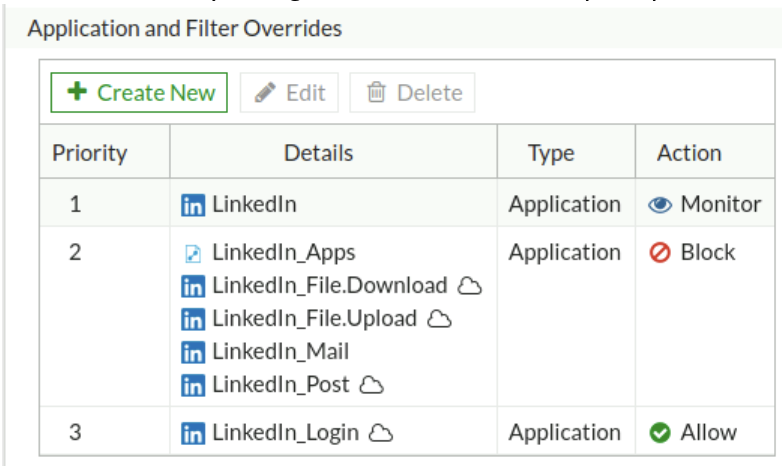 Application and Filter Overrides
Create New Edit Delete
Priority Details Type Action
1 LinkedIn Application Monitor
2 LinkedIn_Apps Application Block
LinkedIn_File.Download
LinkedIn_File.Upload
LinkedIn_Mail
LinkedIn_Post
3 LinkedIn_Login Application Allow